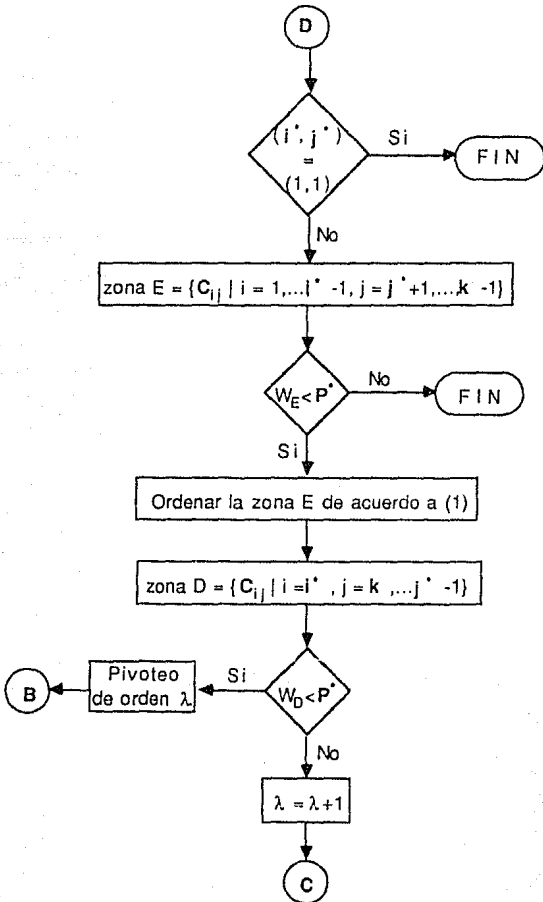 D
(i*, j*)
=
(1,1)
Si
FIN
No
zona E = {Cij | i = 1,...i* -1, j = j* +1,...,k -1}
WE < P*
No
FIN
Si
Ordenar la zona E de acuerdo a (1)
zona D = {Cij | i =i* , j = k ,...j* -1}
B
Pivoteo
de orden λ
Si
WD < P*
No
λ = λ+1
C